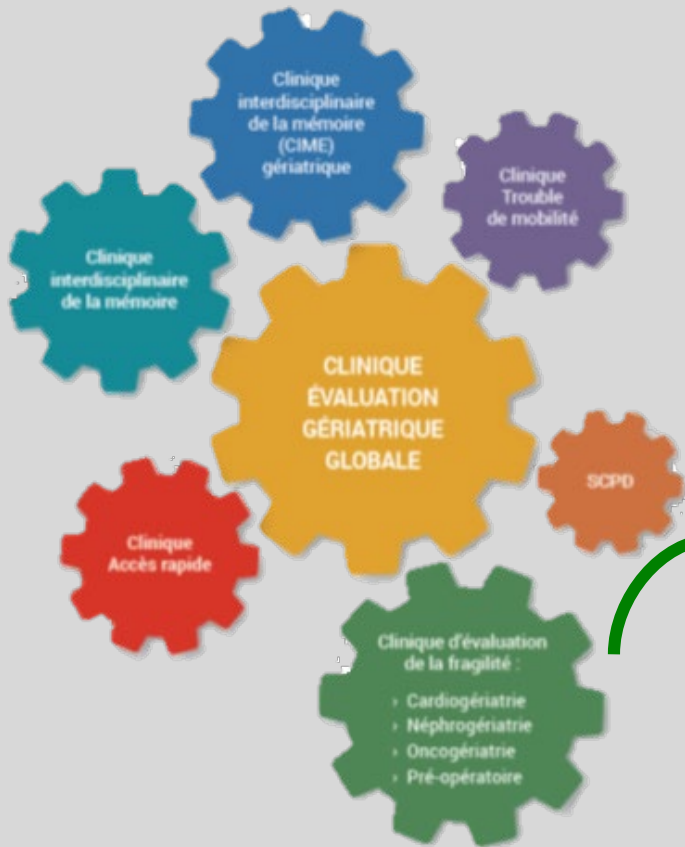 Clinique
interdisciplinaire
de la mémoire
(CIME)
gériatrique
Clinique
Trouble
de mobilité
Clinique
interdisciplinaire
de la mémoire
CLINIQUE
ÉVALUATION
GÉRIATRIQUE
GLOBALE
SCPD
Clinique
Accès rapide
Clinique d'évaluation
de la fragilité :
› Cardiogériatrie
› Néphrogériatrie
› Oncogériatrie
› Pré-opératoire